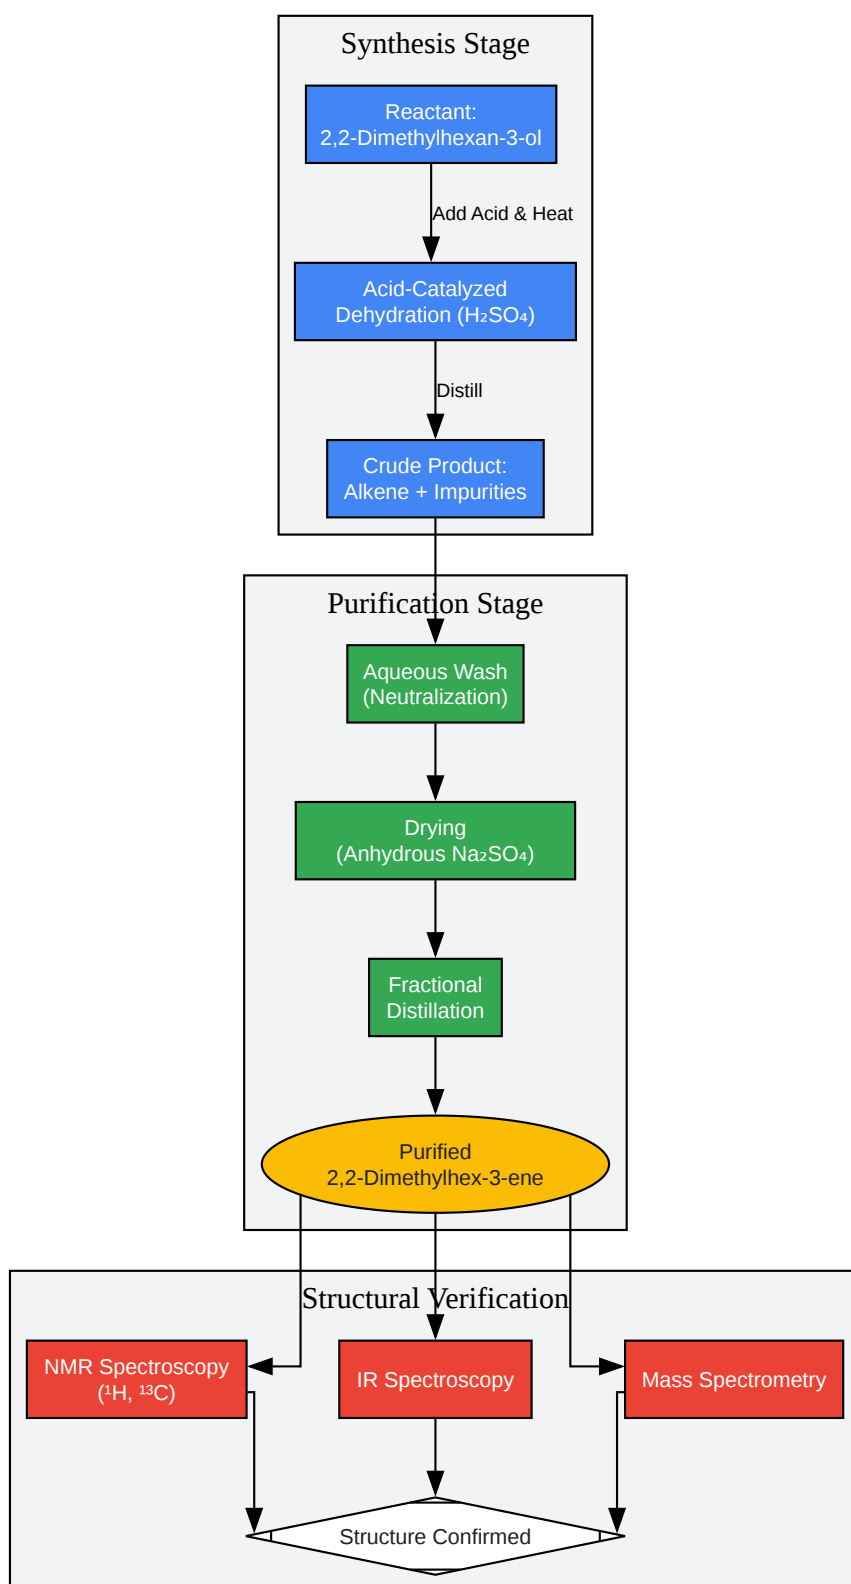 Synthesis Stage
Reactant:
2,2-Dimethylhexan-3-ol
Add Acid & Heat
Acid-Catalyzed
Dehydration (H₂SO₄)
Distill
Crude Product:
Alkene + Impurities
Purification Stage
Aqueous Wash
(Neutralization)
Drying
(Anhydrous Na₂SO₄)
Fractional
Distillation
Purified
2,2-Dimethylhex-3-ene
Structural Verification
NMR Spectroscopy
(¹H, ¹³C)
IR Spectroscopy
Mass Spectrometry
Structure Confirmed